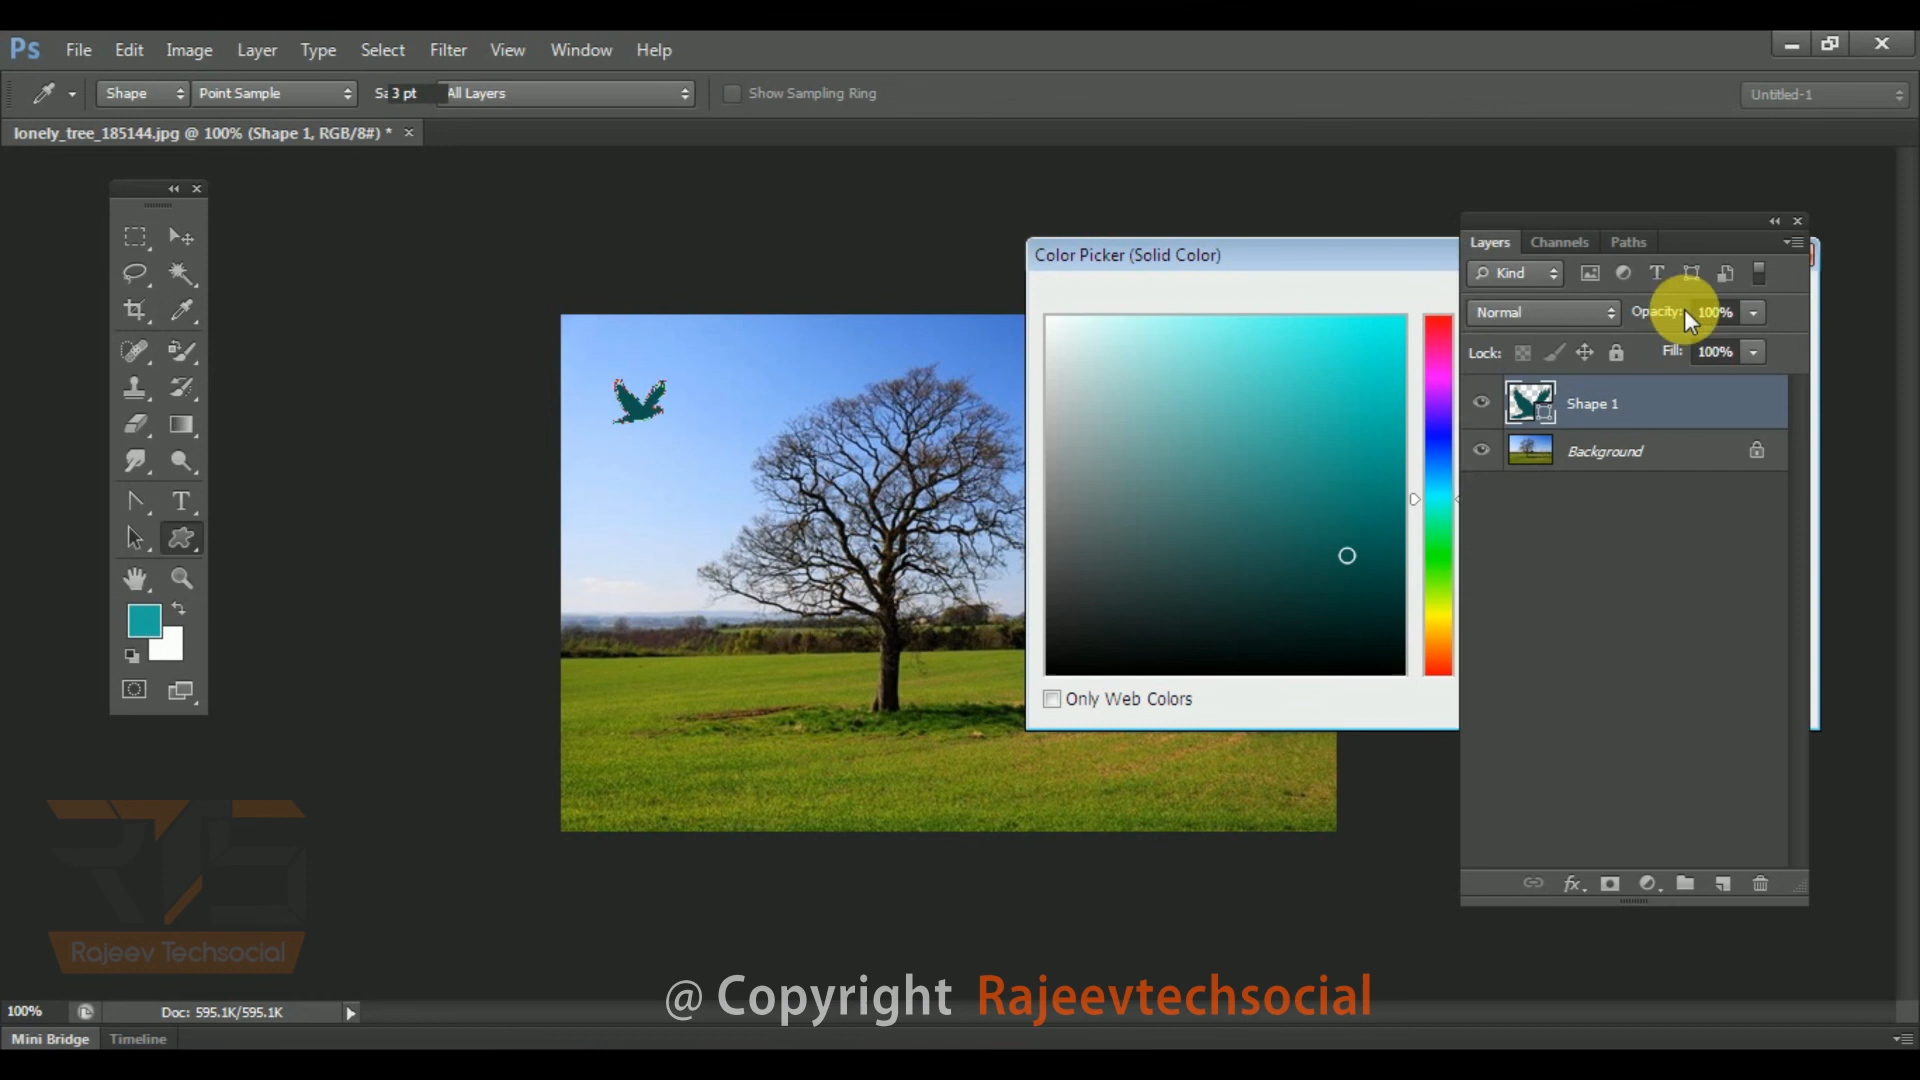 Ps File Edit Image Layer Type Select Filter View Window Help
Shape Point Sample Sa 3 pt All Layers Show Sampling Ring Untitled-1
lonely_tree_185144.jpg @ 100% (Shape 1, RGB/8#) * ×
Color Picker (Solid Color)
Only Web Colors
Layers Channels Paths
Kind
Normal Opacity: 100%
Lock: Fill: 100%
Shape 1
Background
fx
RTS
Rajeev Techsocial
@ Copyright Rajeevtechsocial
100% Doc: 595.1K/595.1K
Mini Bridge Timeline